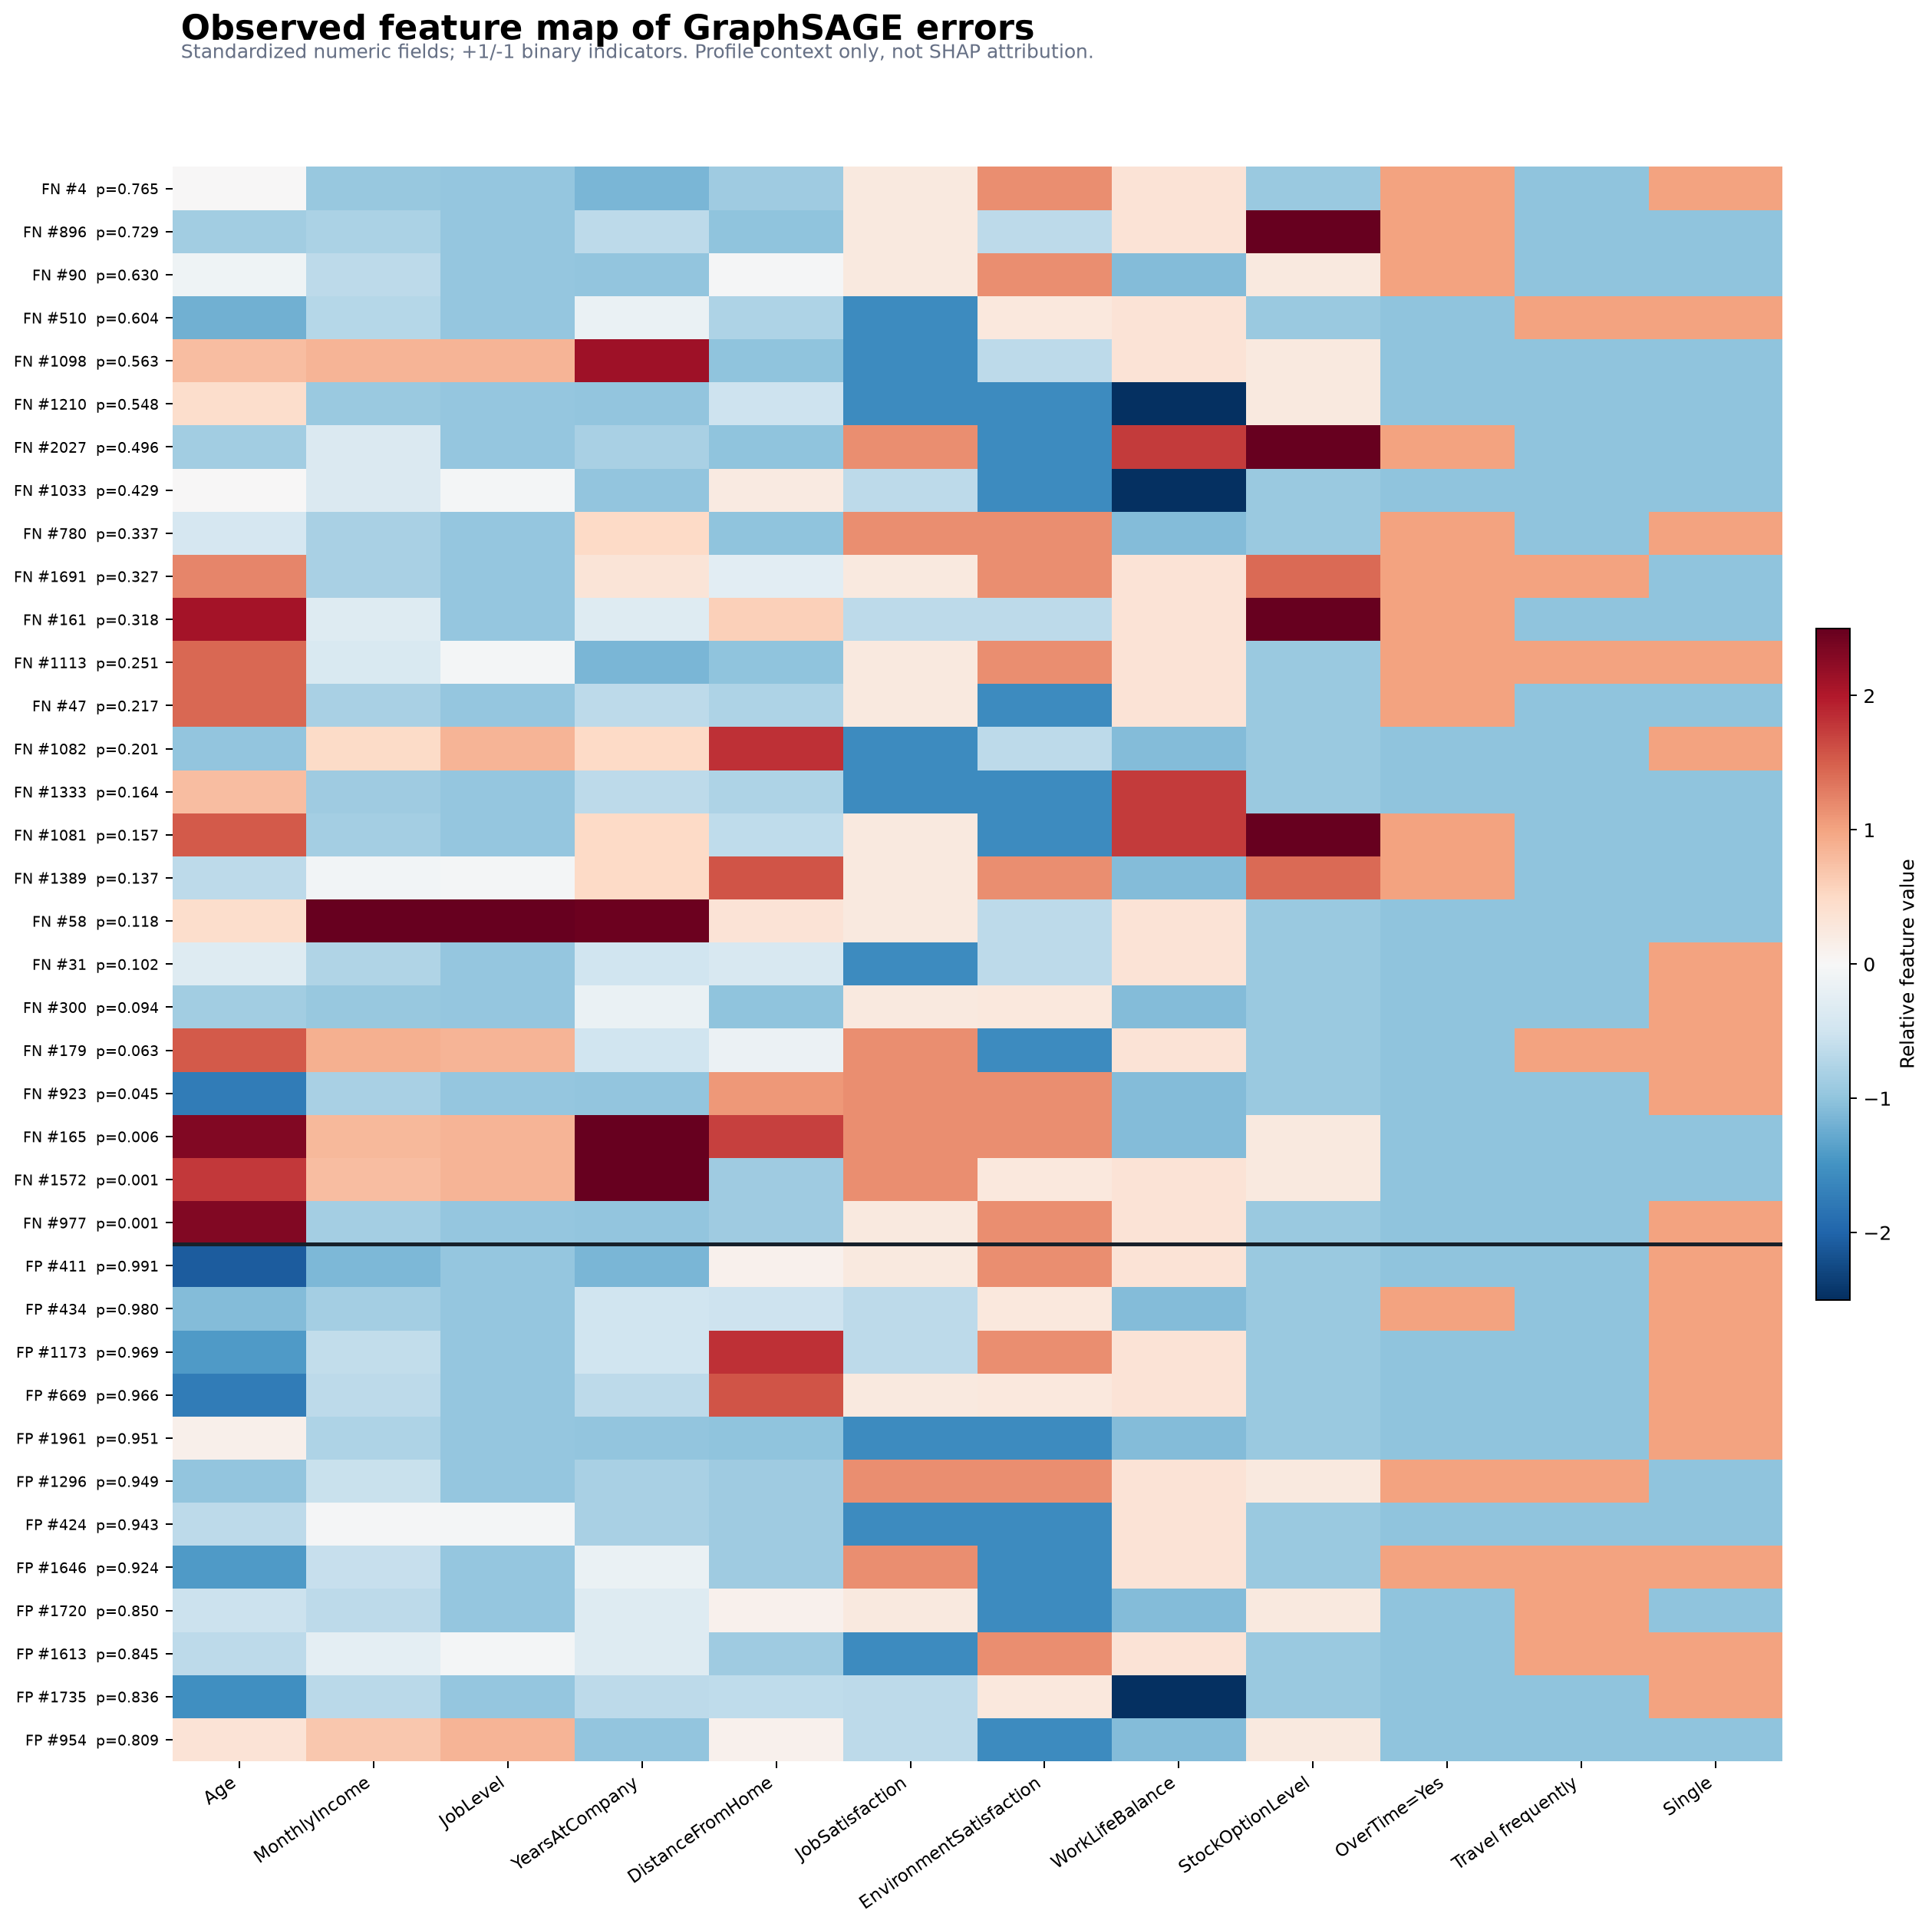 Observed feature map of GraphSAGE errors
Standardized numeric fields; +1/-1 binary indicators. Profile context only, not SHAP attribution.
FN #4  p=0.765
FN #896  p=0.729
FN #90  p=0.630
FN #510  p=0.604
FN #1098  p=0.563
FN #1210  p=0.548
FN #2027  p=0.496
FN #1033  p=0.429
FN #780  p=0.337
FN #1691  p=0.327
FN #161  p=0.318
FN #1113  p=0.251
FN #47  p=0.217
FN #1082  p=0.201
FN #1333  p=0.164
FN #1081  p=0.157
FN #1389  p=0.137
FN #58  p=0.118
FN #31  p=0.102
FN #300  p=0.094
FN #179  p=0.063
FN #923  p=0.045
FN #165  p=0.006
FN #1572  p=0.001
FN #977  p=0.001
FP #411  p=0.991
FP #434  p=0.980
FP #1173  p=0.969
FP #669  p=0.966
FP #1961  p=0.951
FP #1296  p=0.949
FP #424  p=0.943
FP #1646  p=0.924
FP #1720  p=0.850
FP #1613  p=0.845
FP #1735  p=0.836
FP #954  p=0.809
Age
MonthlyIncome
JobLevel
YearsAtCompany
DistanceFromHome
JobSatisfaction
EnvironmentSatisfaction
WorkLifeBalance
StockOptionLevel
OverTime=Yes
Travel frequently
Single
2
1
0
−1
−2
Relative feature value